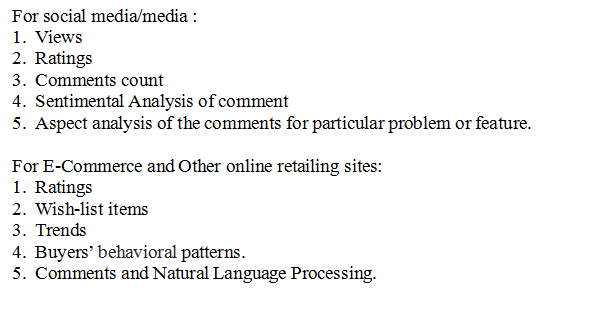 For social media/media :
1. Views
2. Ratings
3. Comments count
4. Sentimental Analysis of comment
5. Aspect analysis of the comments for particular problem or feature.
For E-Commerce and Other online retailing sites:
1. Ratings
2. Wish-list items
3. Trends
4. Buyers’ behavioral patterns.
5. Comments and Natural Language Processing.